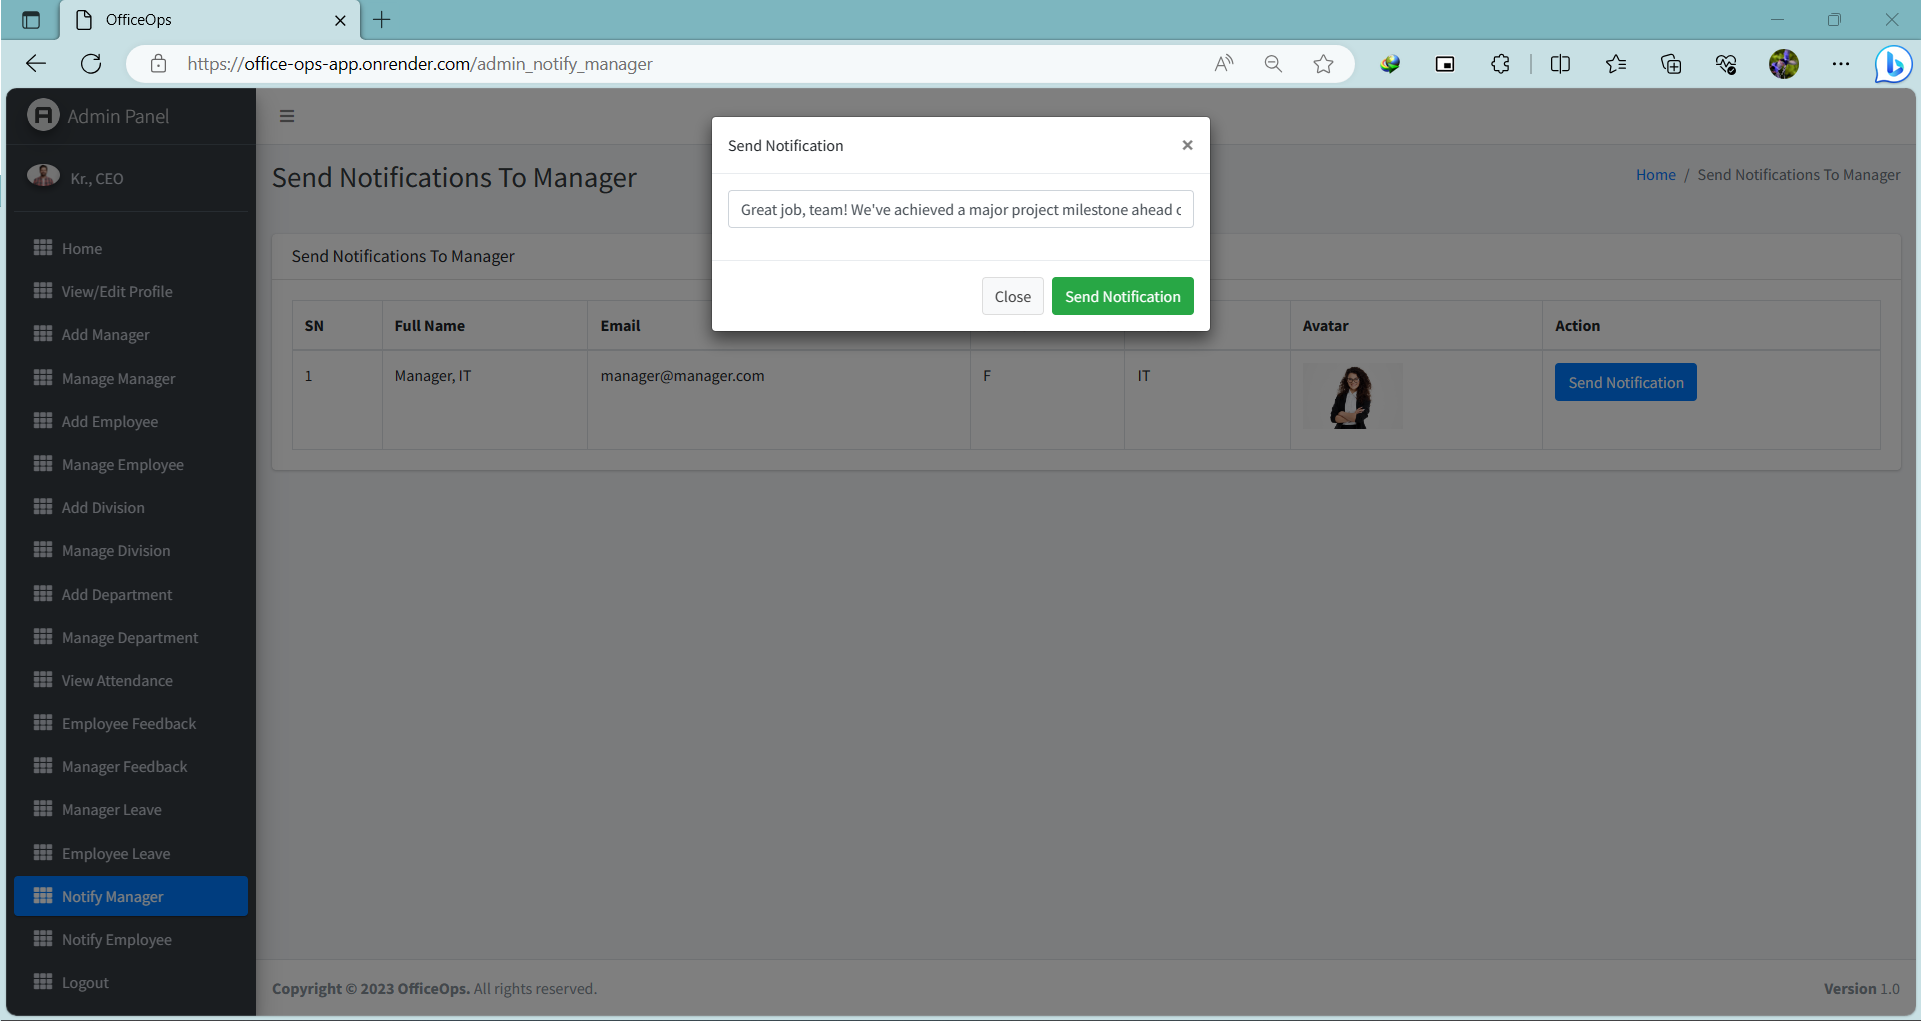 OfficeOps
https://office-ops-app.onrender.com/admin_notify_manager
Admin Panel
Kr., CEO
Home
View/Edit Profile
Add Manager
Manage Manager
Add Employee
Manage Employee
Add Division
Manage Division
Add Department
Manage Department
View Attendance
Employee Feedback
Manager Feedback
Manager Leave
Employee Leave
Notify Manager
Notify Employee
Logout
Send Notifications To Manager
Home / Send Notifications To Manager
Send Notifications To Manager
SN Full Name Email Avatar Action
1 Manager, IT manager@manager.com F IT Send Notification
Send Notification ×
Great job, team! We've achieved a major project milestone ahead
Close Send Notification
Copyright © 2023 OfficeOps. All rights reserved.
Version 1.0